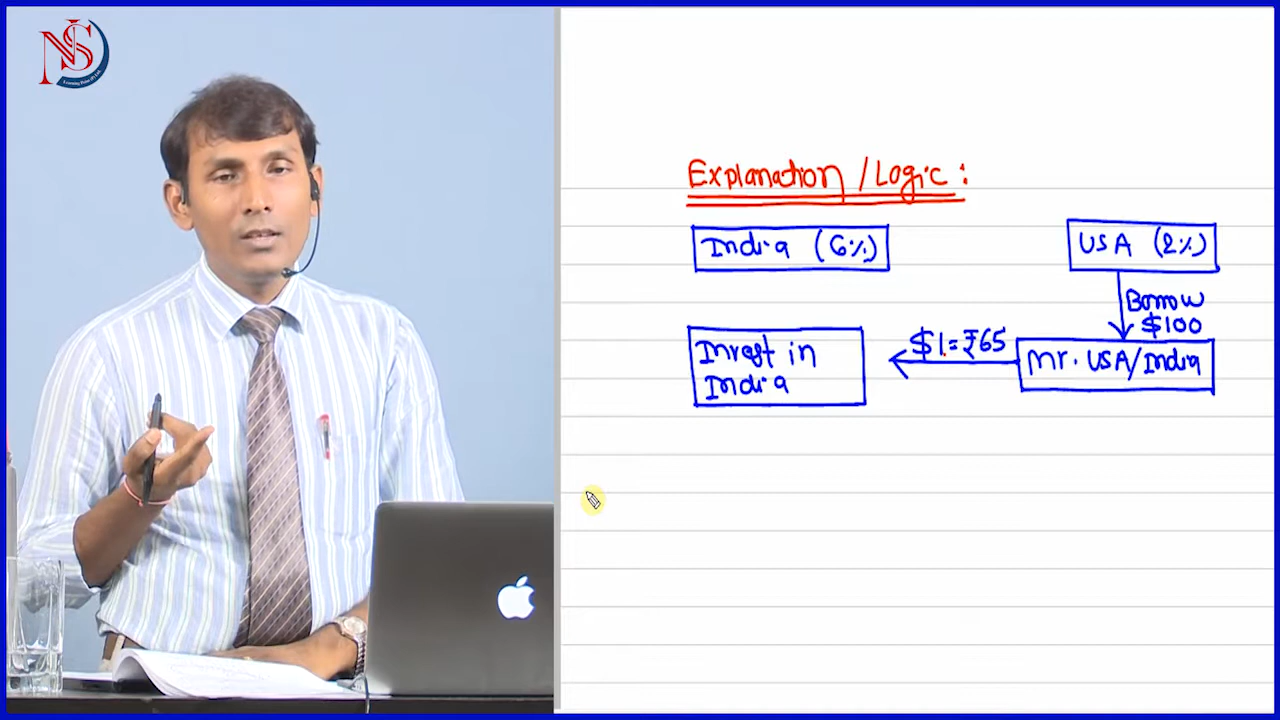 NS
Explanation / Logic :
India (6%)
USA (2%)
Borrow
$100
Invest in
India
$1 = ₹65
Mr. USA/India